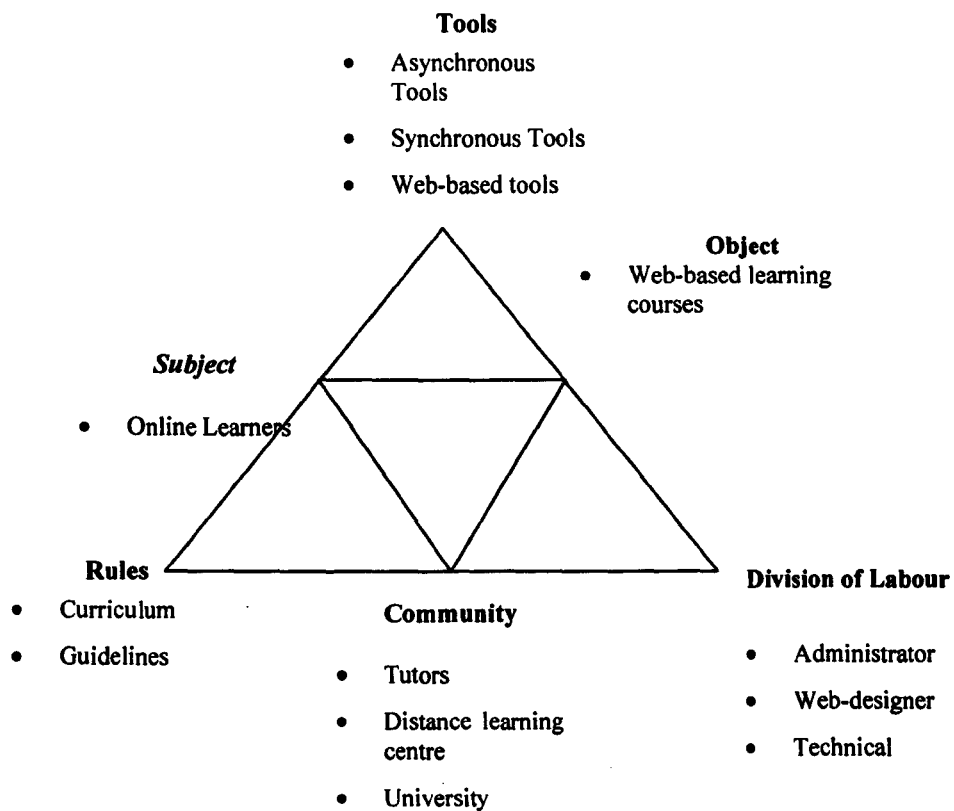 Tools
• Asynchronous
Tools
• Synchronous Tools
• Web-based tools
Object
• Web-based learning
courses
Subject
• Online Learners
Rules
• Curriculum
• Guidelines
Community
• Tutors
• Distance learning
centre
• University
Division of Labour
• Administrator
• Web-designer
• Technical